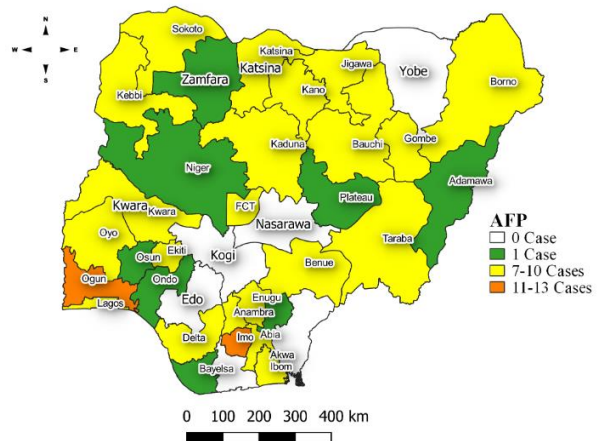 N
W E
S
Sokoto
Katsina
Zamfara
Katsina
Jigawa
Yobe
Borno
Kebbi
Kano
Gombe
Kaduna
Bauchi
Niger
Adamawa
Plateau
Kwara
Kwara
FCT
Nasarawa
Oyo
Taraba
Osun
Ekiti
Kogi
Benue
Ogun
Ondo
Edo
Lagos
Enugu
Anambra
Delta
Imo
Abia
Akwa
Ibom
Bayelsa
AFP
0 Case
1 Case
7-10 Cases
11-13 Cases
0 100 200 300 400 km